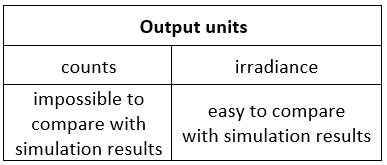 Output units
counts
irradiance
impossible to
compare with
simulation results
easy to compare
with simulation results